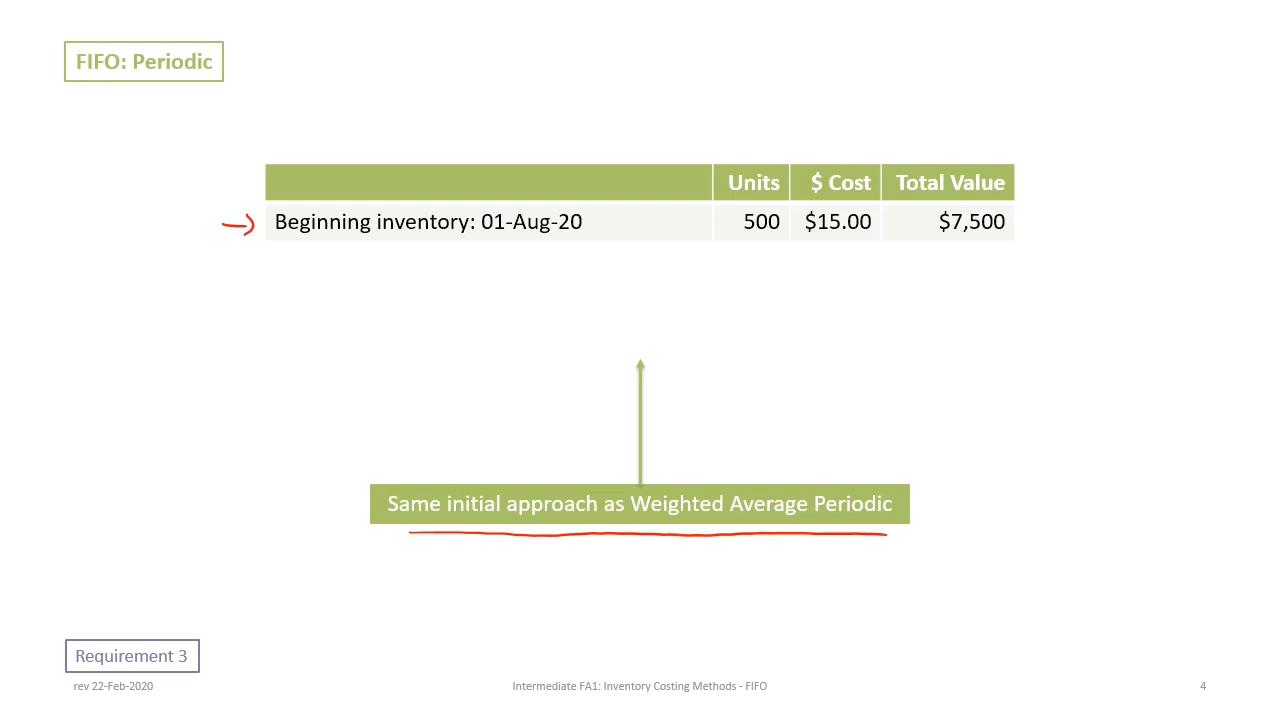 FIFO: Periodic
Units $ Cost Total Value
Beginning inventory: 01-Aug-20 500 $15.00 $7,500
Same initial approach as Weighted Average Periodic
Requirement 3
rev 22-Feb-2020 Intermediate FA1: Inventory Costing Methods - FIFO 4